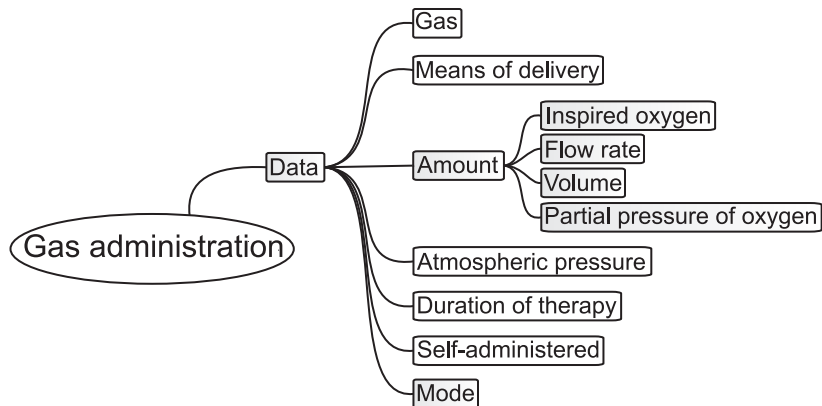 Gas
Means of delivery
Inspired oxygen
Data
Amount
Flow rate
Volume
Partial pressure of oxygen
Gas administration
Atmospheric pressure
Duration of therapy
Self-administered
Mode